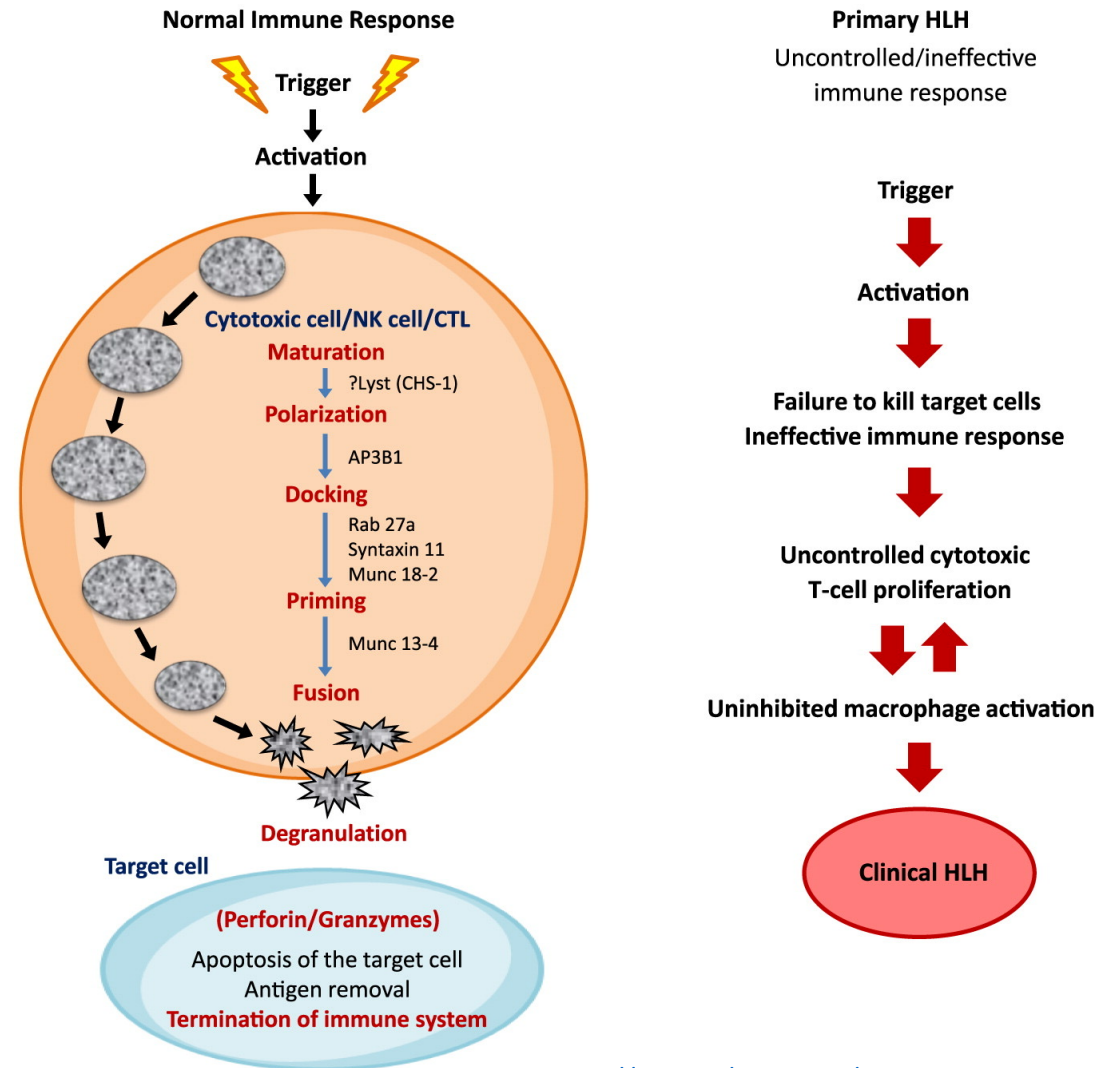 Normal Immune Response
Trigger
Activation
Cytotoxic cell/NK cell/CTL
Maturation
?Lyst (CHS-1)
Polarization
AP3B1
Docking
Rab 27a
Syntaxin 11
Munc 18-2
Priming
Munc 13-4
Fusion
Degranulation
Target cell
(Perforin/Granzymes)
Apoptosis of the target cell
Antigen removal
Termination of immune system
Primary HLH
Uncontrolled/ineffective
immune response
Trigger
Activation
Failure to kill target cells
Ineffective immune response
Uncontrolled cytotoxic
T-cell proliferation
Uninhibited macrophage activation
Clinical HLH